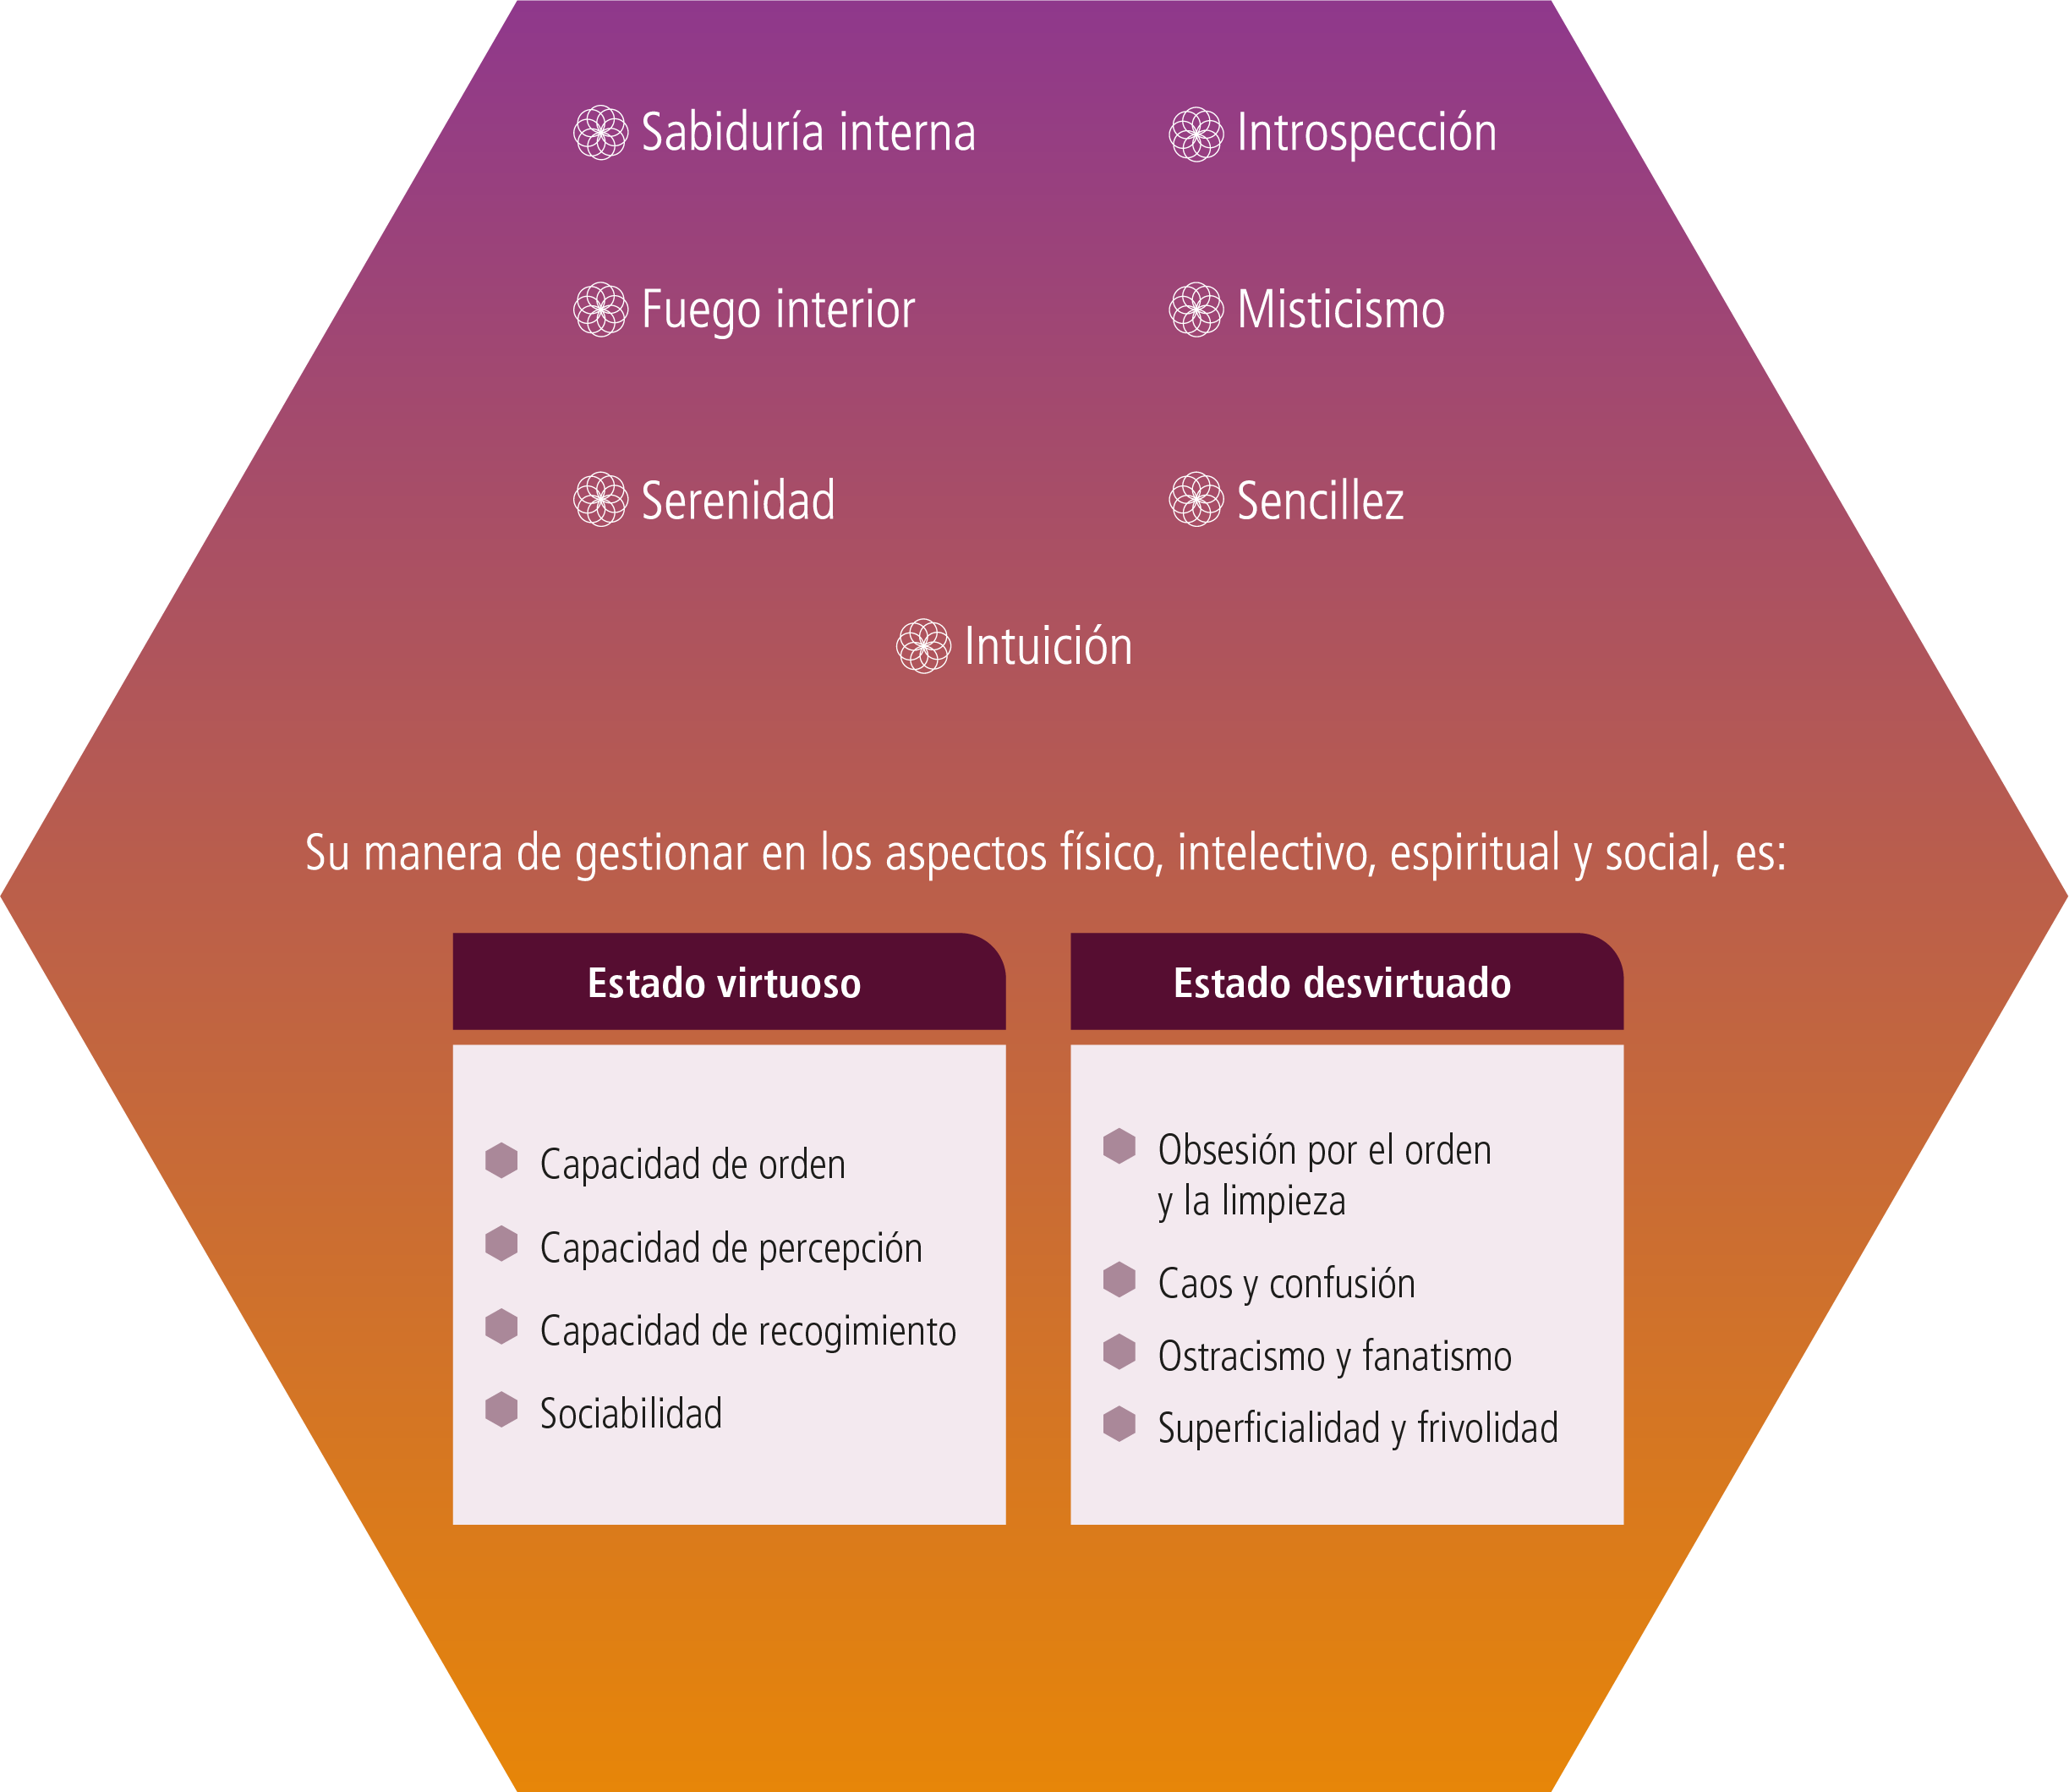 Sabiduría interna
Introspección
Fuego interior
Misticismo
Serenidad
Sencillez
Intuición
Su manera de gestionar en los aspectos físico, intelectivo, espiritual y social, es:
Estado virtuoso
Capacidad de orden
Capacidad de percepción
Capacidad de recogimiento
Sociabilidad
Estado desvirtuado
Obsesión por el orden
y la limpieza
Caos y confusión
Ostracismo y fanatismo
Superficialidad y frivolidad